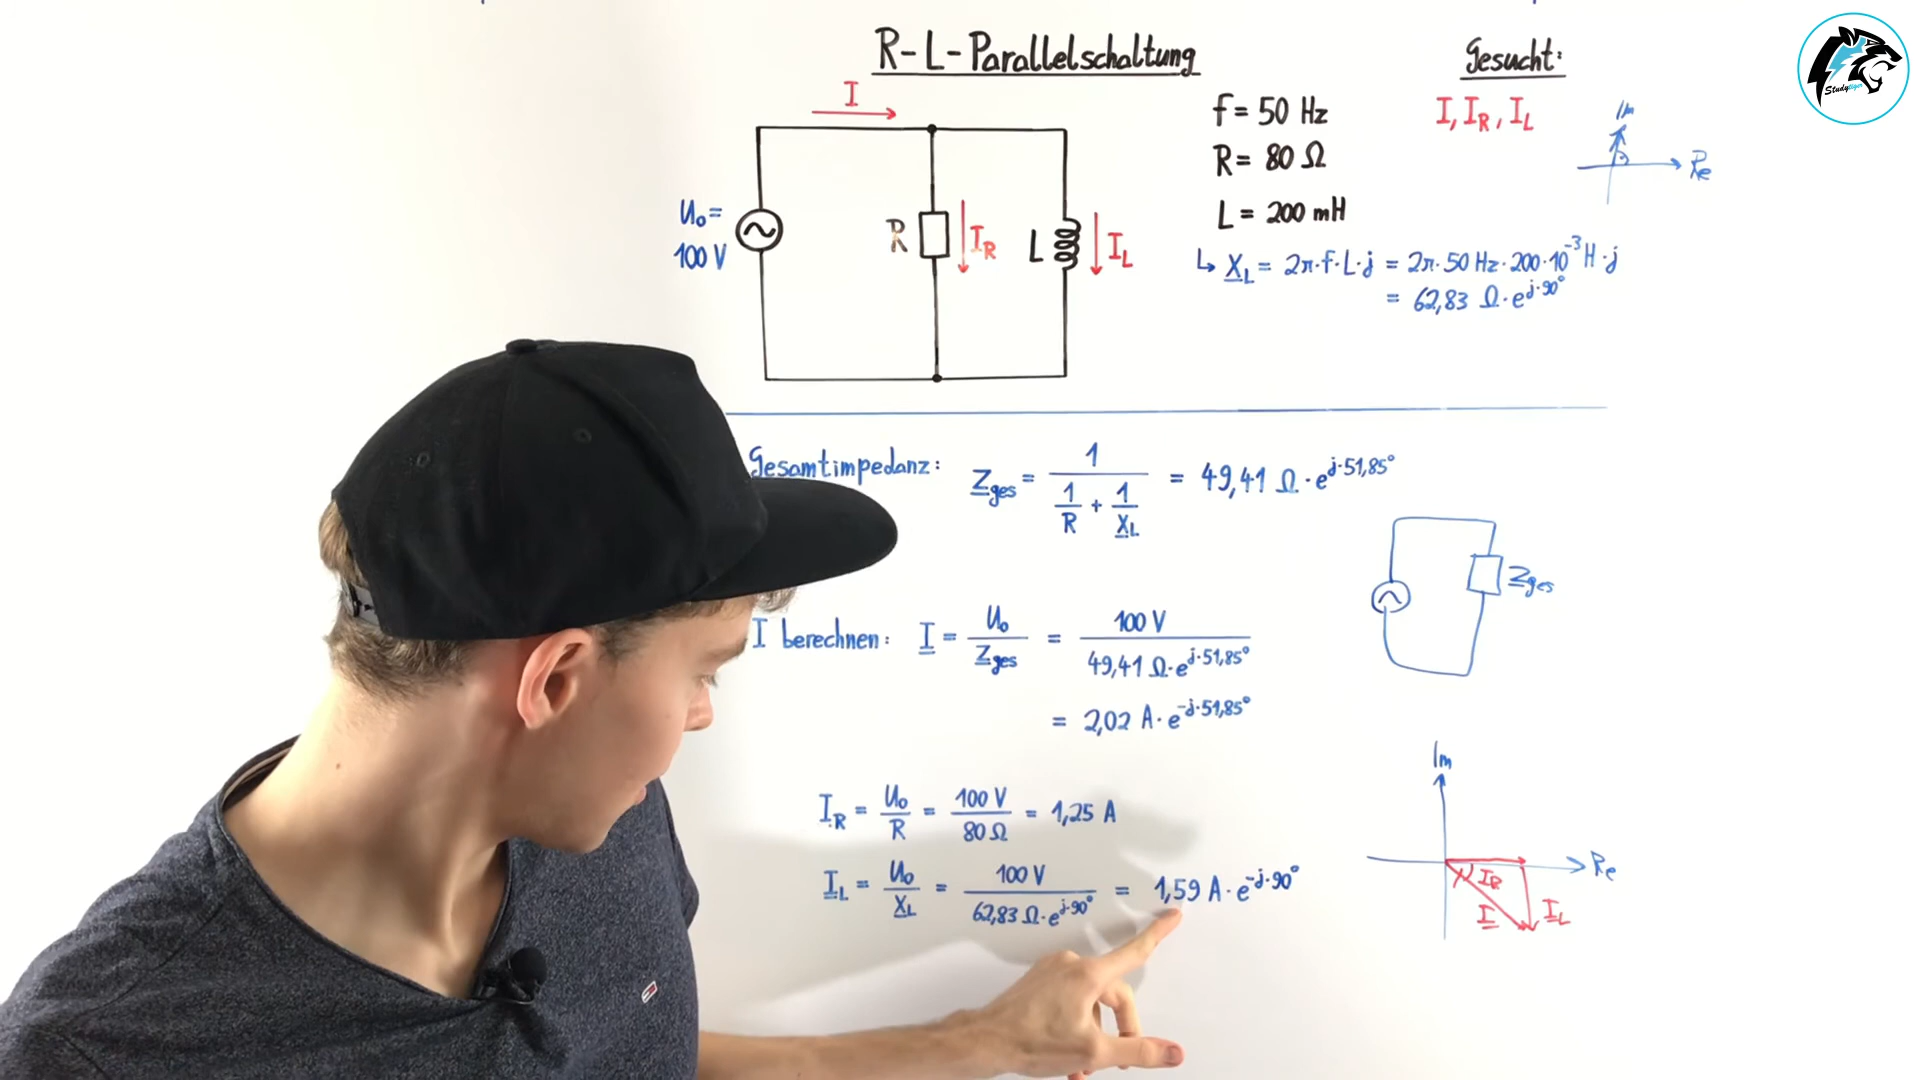 R-L-Parallelschaltung
Gesucht:
I, I_R, I_L
I
f = 50 Hz
R = 80 Ω
L = 200 mH
Im
Re
U₀ =
100 V
R
I_R
L
I_L
↳ X_L = 2π·f·L·j = 2π·50 Hz·200·10⁻³ H·j
= 62,83 Ω·e^(j·90°)
Gesamtimpedanz: Z_ges = 1/(1/R + 1/X_L) = 49,41 Ω·e^(j·51,85°)
Z_ges
I berechnen: I = U₀/Z_ges = 100 V/(49,41 Ω·e^(j·51,85°))
= 2,02 A·e^(-j·51,85°)
I_R = U₀/R = 100 V/80 Ω = 1,25 A
I_L = U₀/X_L = 100 V/(62,83 Ω·e^(j·90°)) = 1,59 A·e^(-j·90°)
Im
Re
I_R
I
I_L
Studytiger